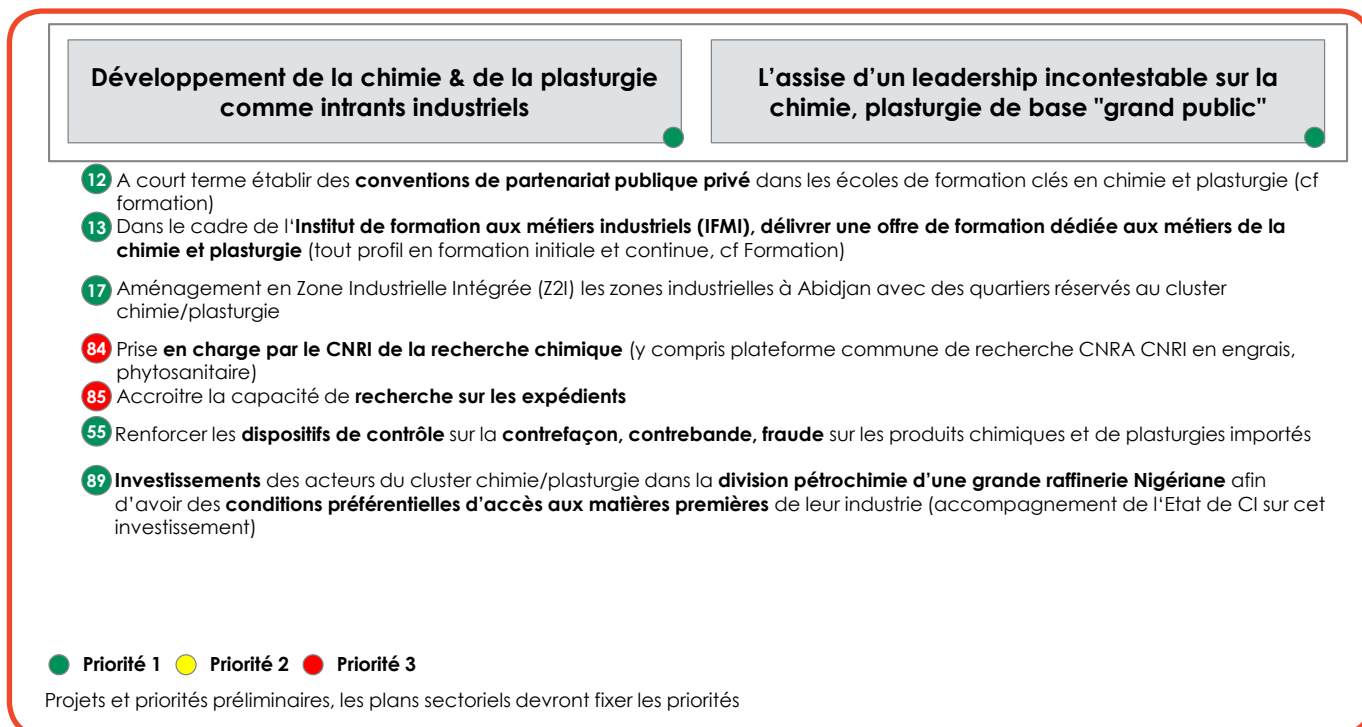 Développement de la chimie & de la plasturgie
comme intrants industriels
L’assise d’un leadership incontestable sur la
chimie, plasturgie de base "grand public"
12 A court terme établir des conventions de partenariat publique privé dans les écoles de formation clés en chimie et plasturgie (cf
formation)
13 Dans le cadre de l‘Institut de formation aux métiers industriels (IFMI), délivrer une offre de formation dédiée aux métiers de la
chimie et plasturgie (tout profil en formation initiale et continue, cf Formation)
17 Aménagement en Zone Industrielle Intégrée (Z2I) les zones industrielles à Abidjan avec des quartiers réservés au cluster
chimie/plasturgie
84 Prise en charge par le CNRI de la recherche chimique (y compris plateforme commune de recherche CNRA CNRI en engrais,
phytosanitaire)
85 Accroitre la capacité de recherche sur les expédients
55 Renforcer les dispositifs de contrôle sur la contrefaçon, contrebande, fraude sur les produits chimiques et de plasturgies importés
89 Investissements des acteurs du cluster chimie/plasturgie dans la division pétrochimie d’une grande raffinerie Nigériane afin
d’avoir des conditions préférentielles d’accès aux matières premières de leur industrie (accompagnement de l‘Etat de CI sur cet
investissement)
Priorité 1 Priorité 2 Priorité 3
Projets et priorités préliminaires, les plans sectoriels devront fixer les priorités